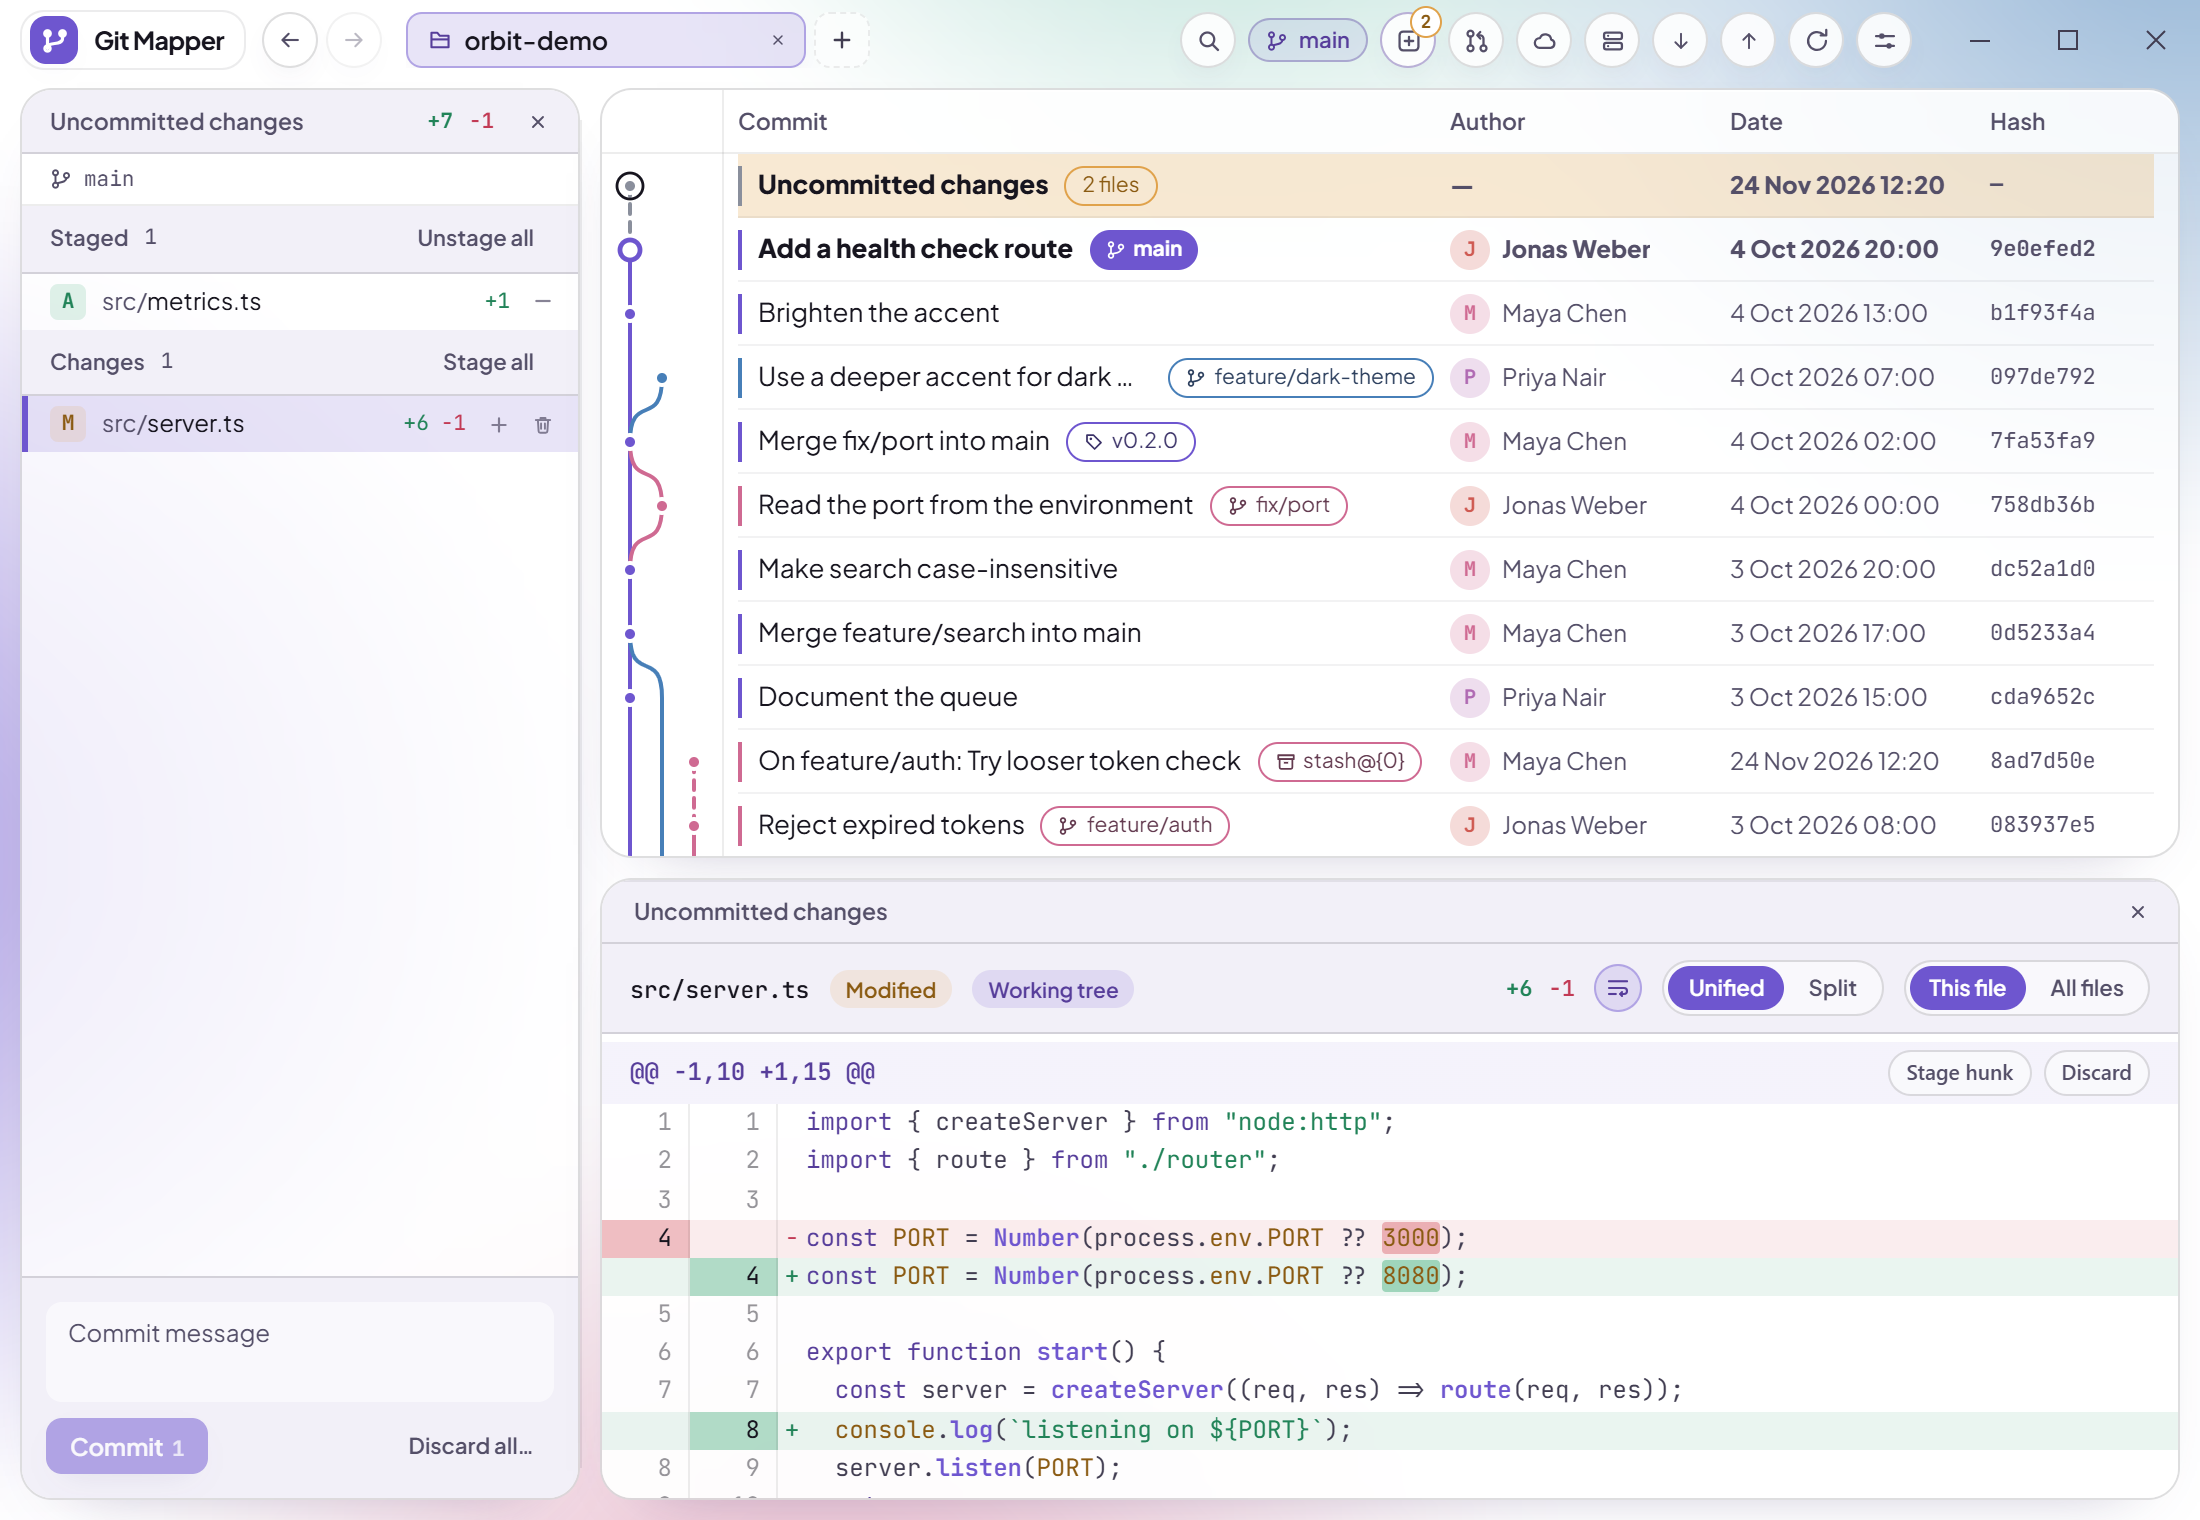 Git Mapper
orbit-demo
main
2
Uncommitted changes +7 -1
main
Staged 1 Unstage all
A src/metrics.ts +1
Changes 1 Stage all
M src/server.ts +6 -1
Commit message
Commit 1 Discard all…
Commit Author Date Hash
Uncommitted changes 2 files — 24 Nov 2026 12:20 –
Add a health check route main J Jonas Weber 4 Oct 2026 20:00 9e0efed2
Brighten the accent M Maya Chen 4 Oct 2026 13:00 b1f93f4a
Use a deeper accent for dark ... feature/dark-theme P Priya Nair 4 Oct 2026 07:00 097de792
Merge fix/port into main v0.2.0 M Maya Chen 4 Oct 2026 02:00 7fa53fa9
Read the port from the environment fix/port J Jonas Weber 4 Oct 2026 00:00 758db36b
Make search case-insensitive M Maya Chen 3 Oct 2026 20:00 dc52a1d0
Merge feature/search into main M Maya Chen 3 Oct 2026 17:00 0d5233a4
Document the queue P Priya Nair 3 Oct 2026 15:00 cda9652c
On feature/auth: Try looser token check stash@{0} M Maya Chen 24 Nov 2026 12:20 8ad7d50e
Reject expired tokens feature/auth J Jonas Weber 3 Oct 2026 08:00 083937e5
Uncommitted changes
src/server.ts Modified Working tree +6 -1 Unified Split This file All files
@@ -1,10 +1,15 @@ Stage hunk Discard
1 1 import { createServer } from "node:http";
2 2 import { route } from "./router";
3 3
4 - const PORT = Number(process.env.PORT ?? 3000);
4 + const PORT = Number(process.env.PORT ?? 8080);
5 5
6 6 export function start() {
7 7 const server = createServer((req, res) => route(req, res));
8 + console.log(`listening on ${PORT}`);
8 9 server.listen(PORT);